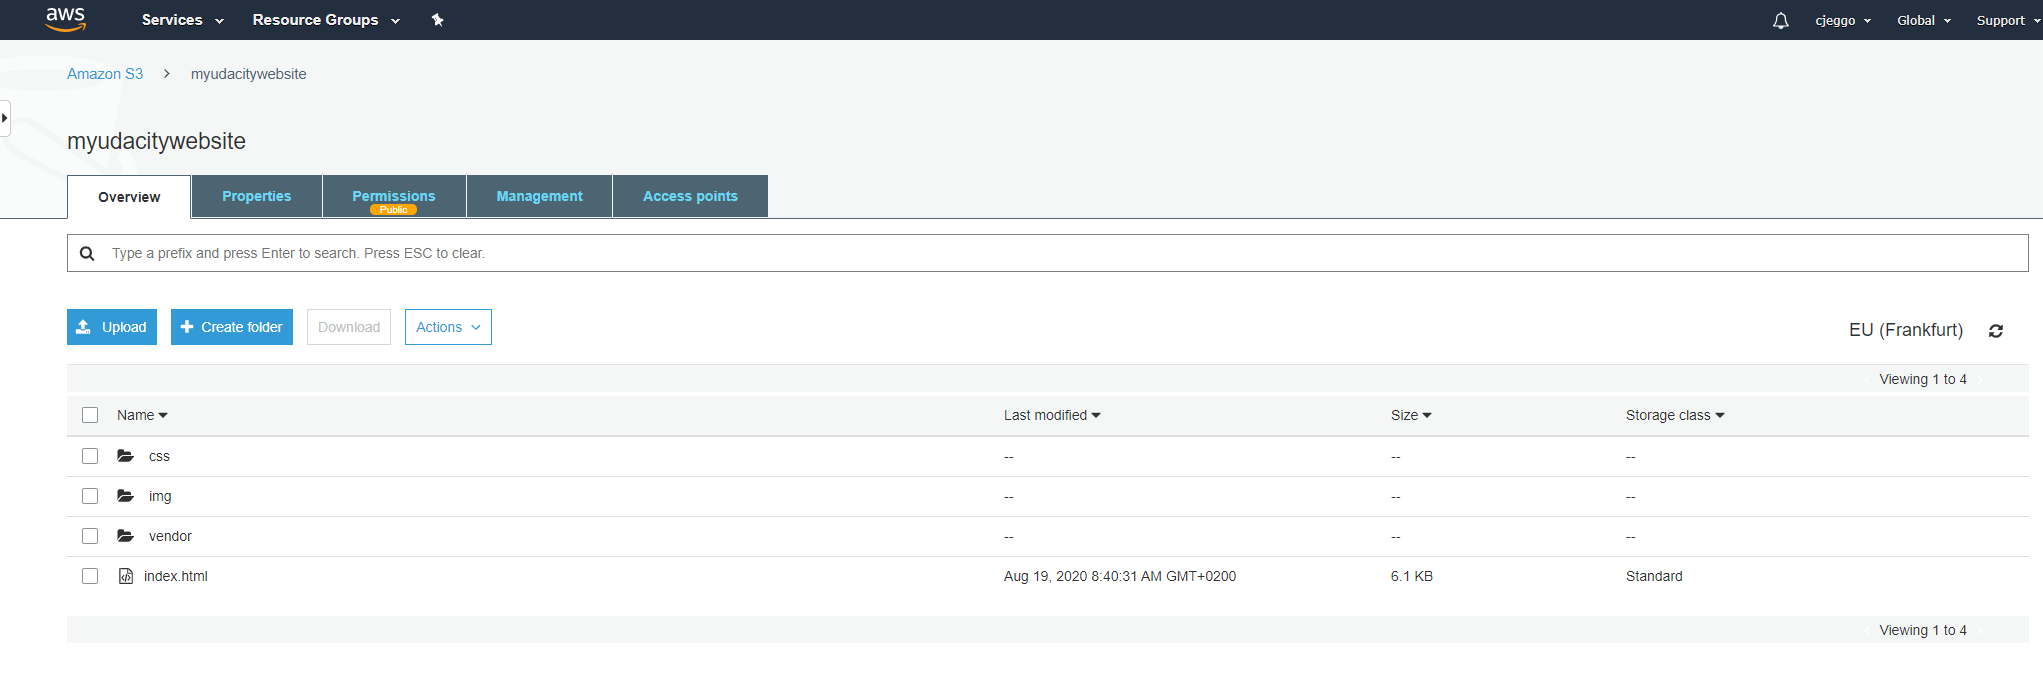 aws Services Resource Groups cjeggo Global Support
Amazon S3 > myudacitywebsite
myudacitywebsite
Overview Properties Permissions Management Access points
Public
Type a prefix and press Enter to search. Press ESC to clear.
Upload Create folder Download Actions EU (Frankfurt)
Viewing 1 to 4
Name Last modified Size Storage class
css -- -- --
img -- -- --
vendor -- -- --
index.html Aug 19, 2020 8:40:31 AM GMT+0200 6.1 KB Standard
Viewing 1 to 4